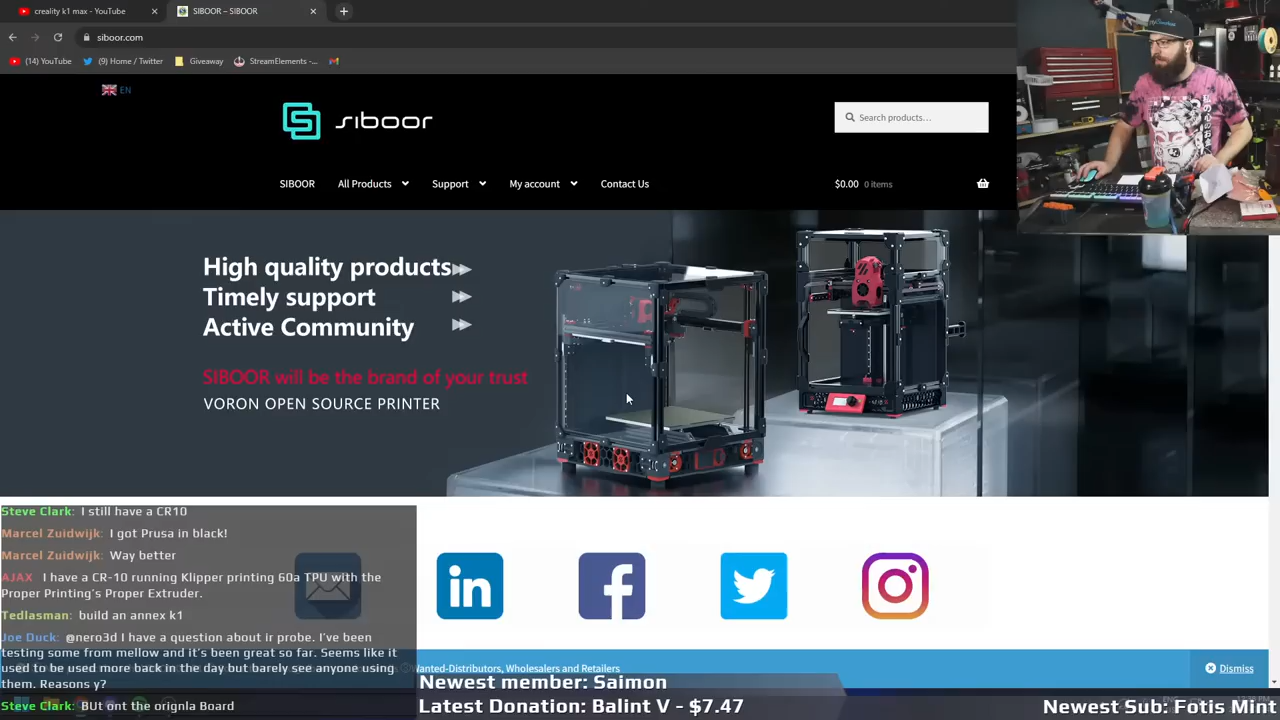 creality k1 max - YouTube
SIBOOR – SIBOOR
siboor.com
(14) YouTube
(9) Home / Twitter
Giveaway
StreamElements -...
EN
siboor
Search products…
SIBOOR
All Products
Support
My account
Contact Us
$0.00 0 items
High quality products
Timely support
Active Community
SIBOOR will be the brand of your trust
VORON OPEN SOURCE PRINTER
Steve Clark: I still have a CR10
Marcel Zuidwijk: I got Prusa in black!
Marcel Zuidwijk: Way better
AJAX I have a CR-10 running Klipper printing 60a TPU with the
Proper Printing's Proper Extruder.
Tedlasman: build an annex k1
Joe Duck: @nero3d I have a question about ir probe. I've been
testing some from mellow and it's been great so far. Seems like it
used to be used more back in the day but barely see anyone using
them. Reasons y?
Steve Clark: BUt ont the orignla Board
Wanted-Distributors, Wholesalers and Retailers
Dismiss
Newest member: Saimon
Latest Donation: Balint V - $7.47
Newest Sub: Fotis Mint